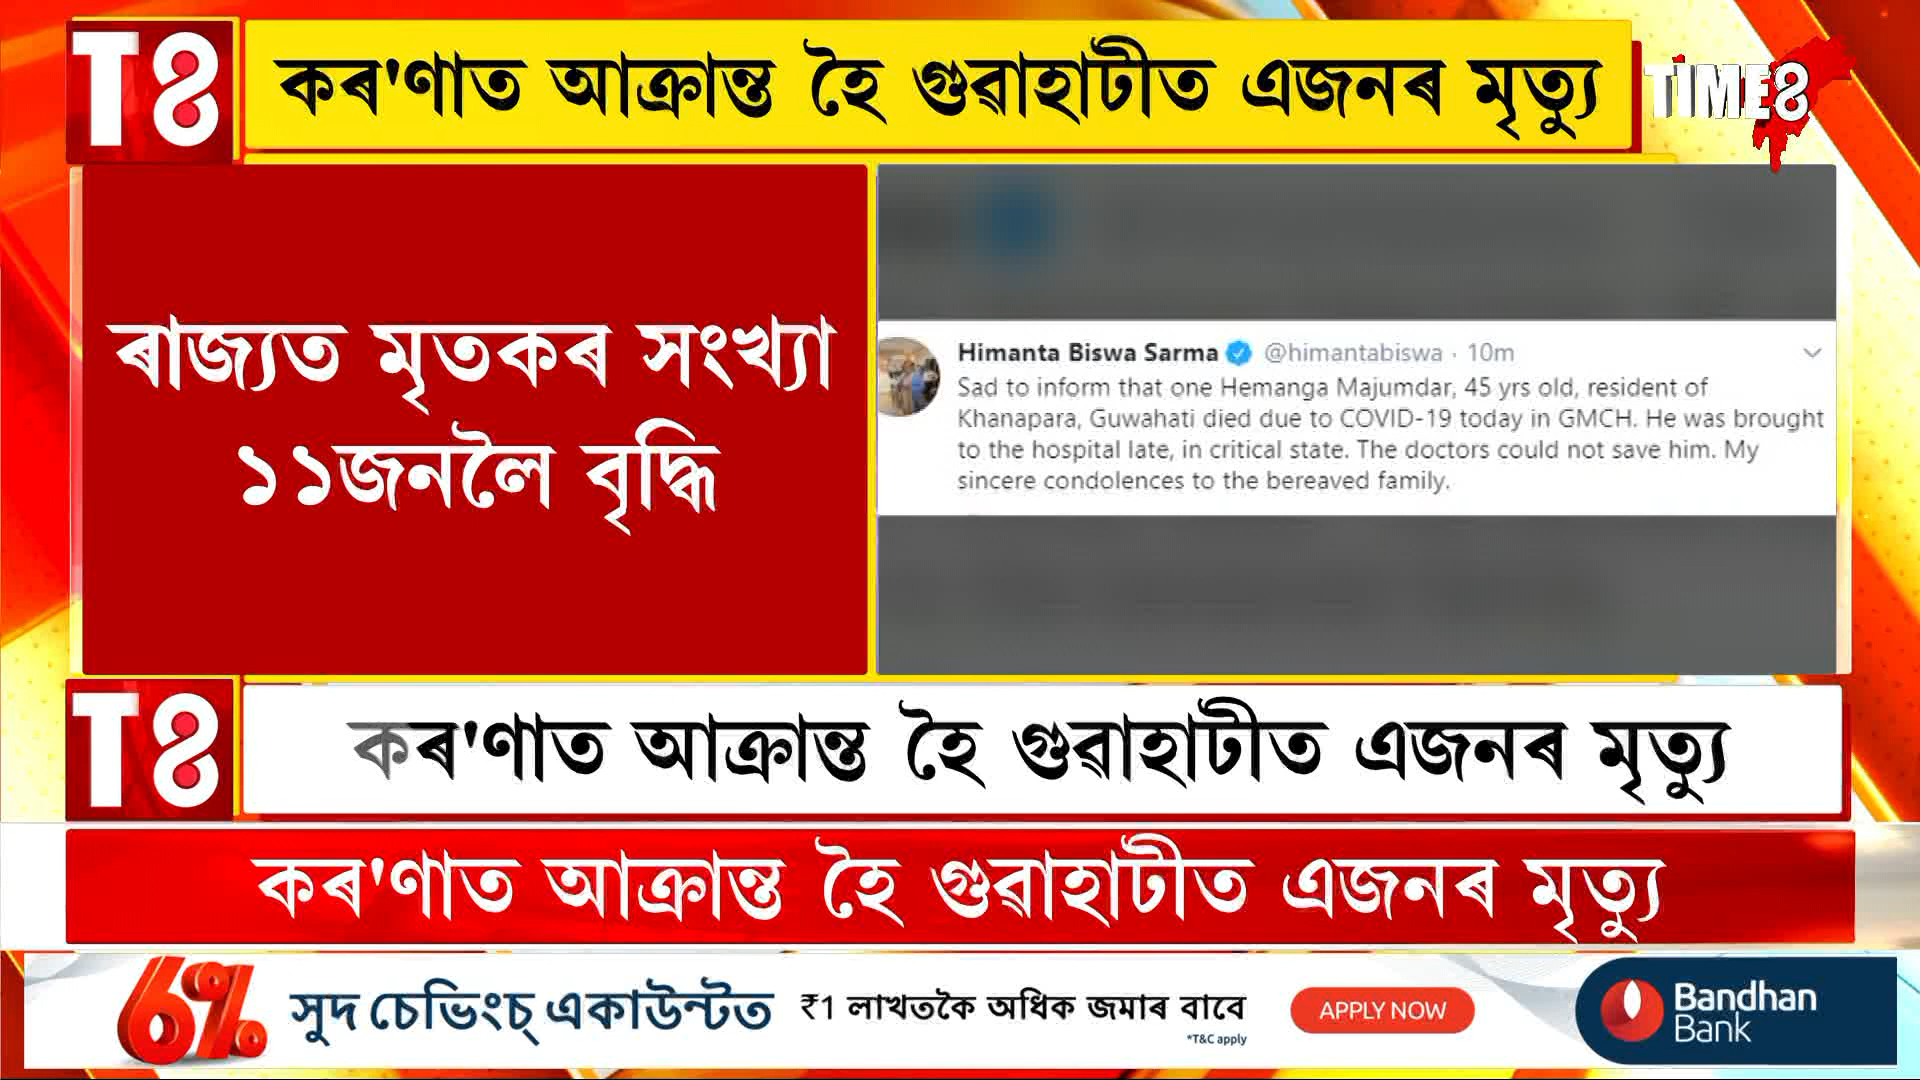 T8
কৰ'ণাত আক্ৰান্ত হৈ গুৱাহাটীত এজনৰ মৃত্যু
TIME8
ৰাজ্যত মৃতকৰ সংখ্যা
১১জনলৈ বৃদ্ধি
Himanta Biswa Sarma @himantabiswa · 10m
Sad to inform that one Hemanga Majumdar, 45 yrs old, resident of
Khanapara, Guwahati died due to COVID-19 today in GMCH. He was brought
to the hospital late, in critical state. The doctors could not save him. My
sincere condolences to the bereaved family.
T8
কৰ'ণাত আক্ৰান্ত হৈ গুৱাহাটীত এজনৰ মৃত্যু
কৰ'ণাত আক্ৰান্ত হৈ গুৱাহাটীত এজনৰ মৃত্যু
6% সুদ চেভিংচ্ একাউন্টত ₹1 লাখতকৈ অধিক জমাৰ বাবে
*T&C apply
APPLY NOW
Bandhan
Bank